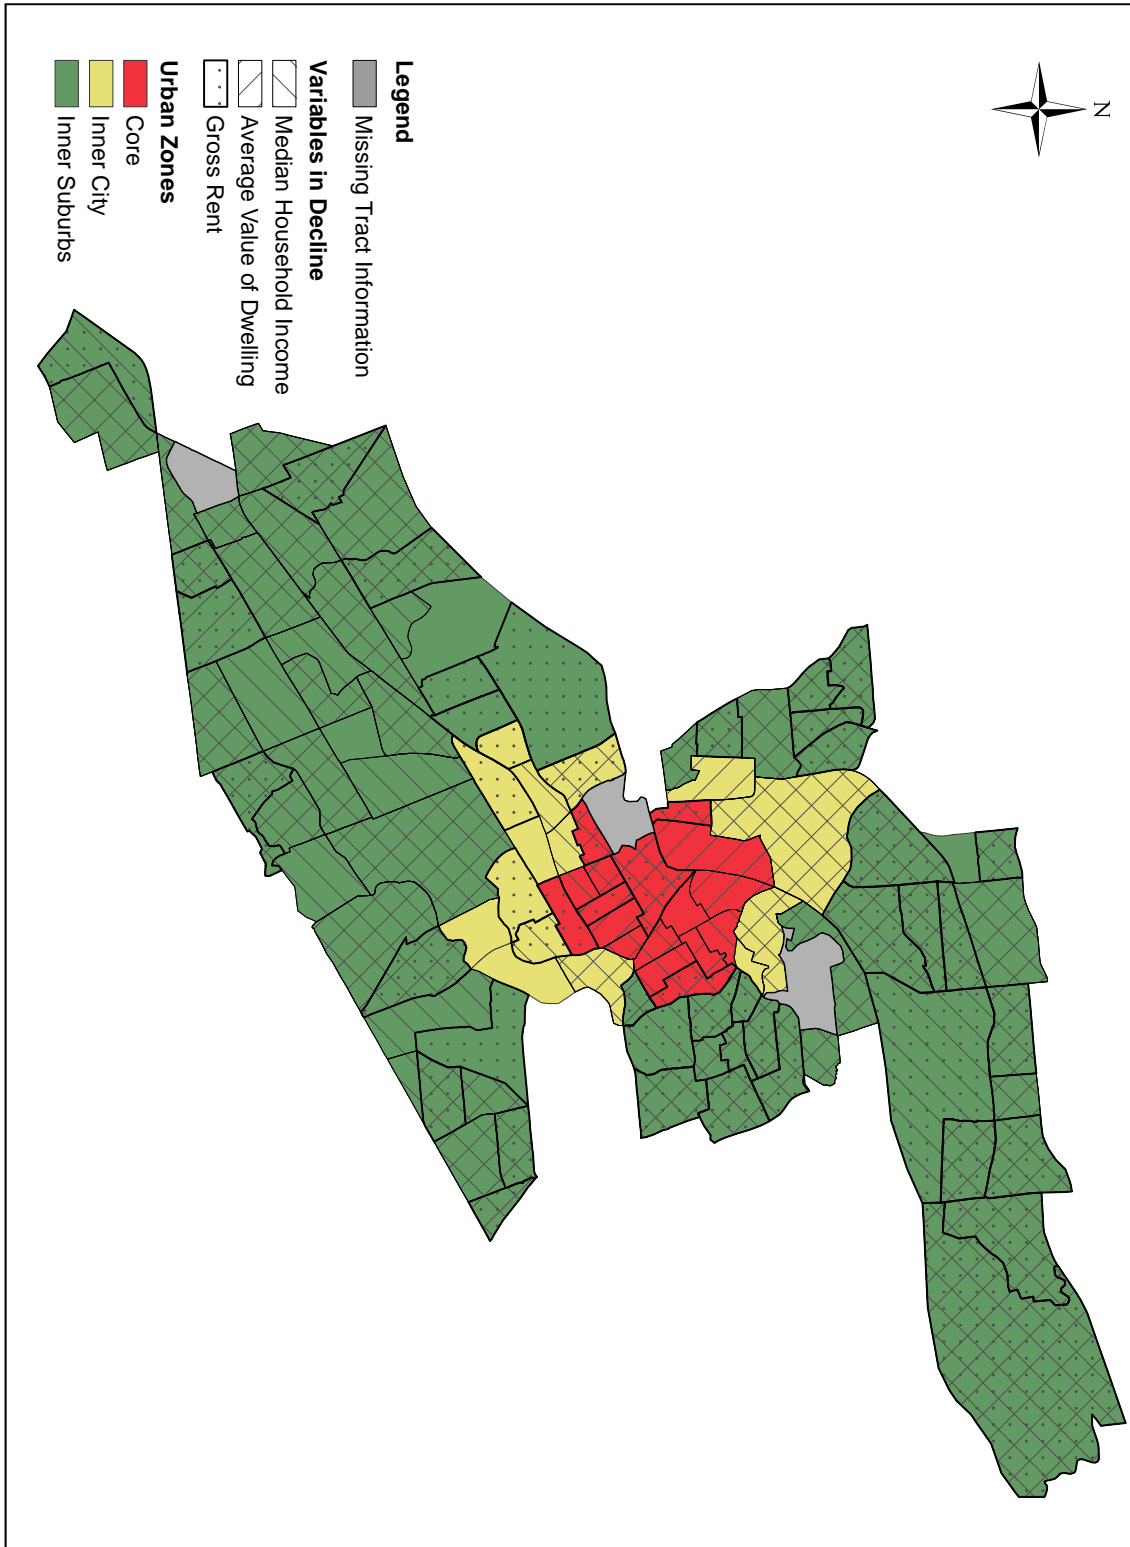 N
Legend
Missing Tract Information
Variables in Decline
Median Household Income
Average Value of Dwelling
Gross Rent
Urban Zones
Core
Inner City
Inner Suburbs